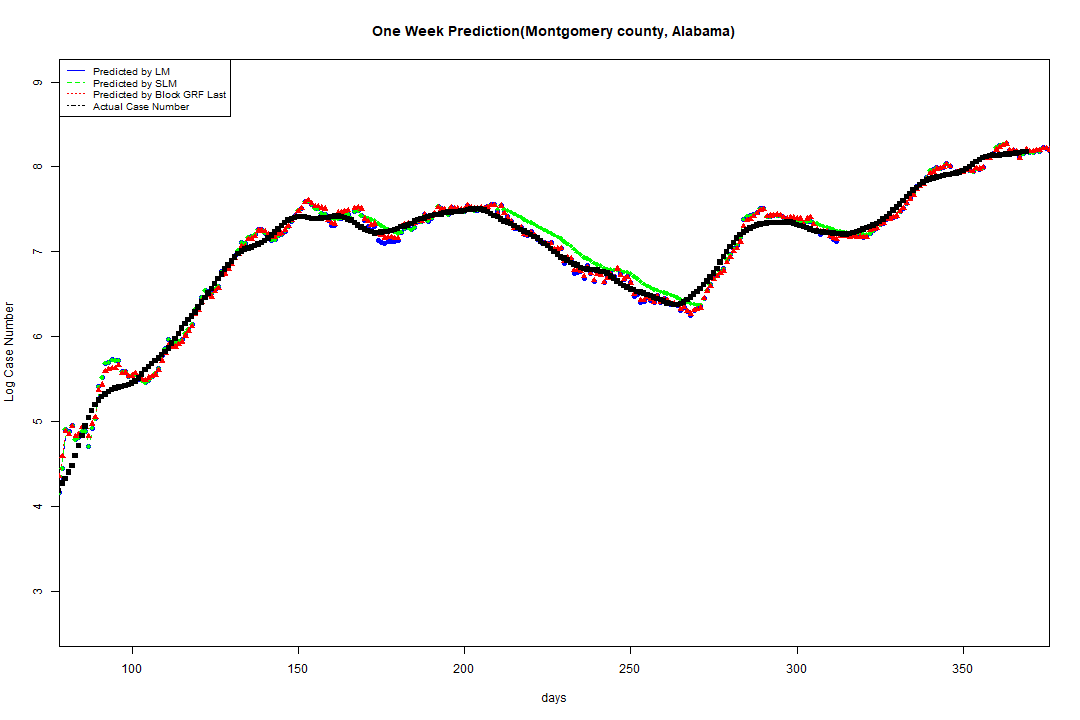 One Week Prediction(Montgomery county, Alabama)
Predicted by LM
Predicted by SLM
Predicted by Block GRF Last
Actual Case Number
9
8
7
6
5
4
3
Log Case Number
100 150 200 250 300 350
days